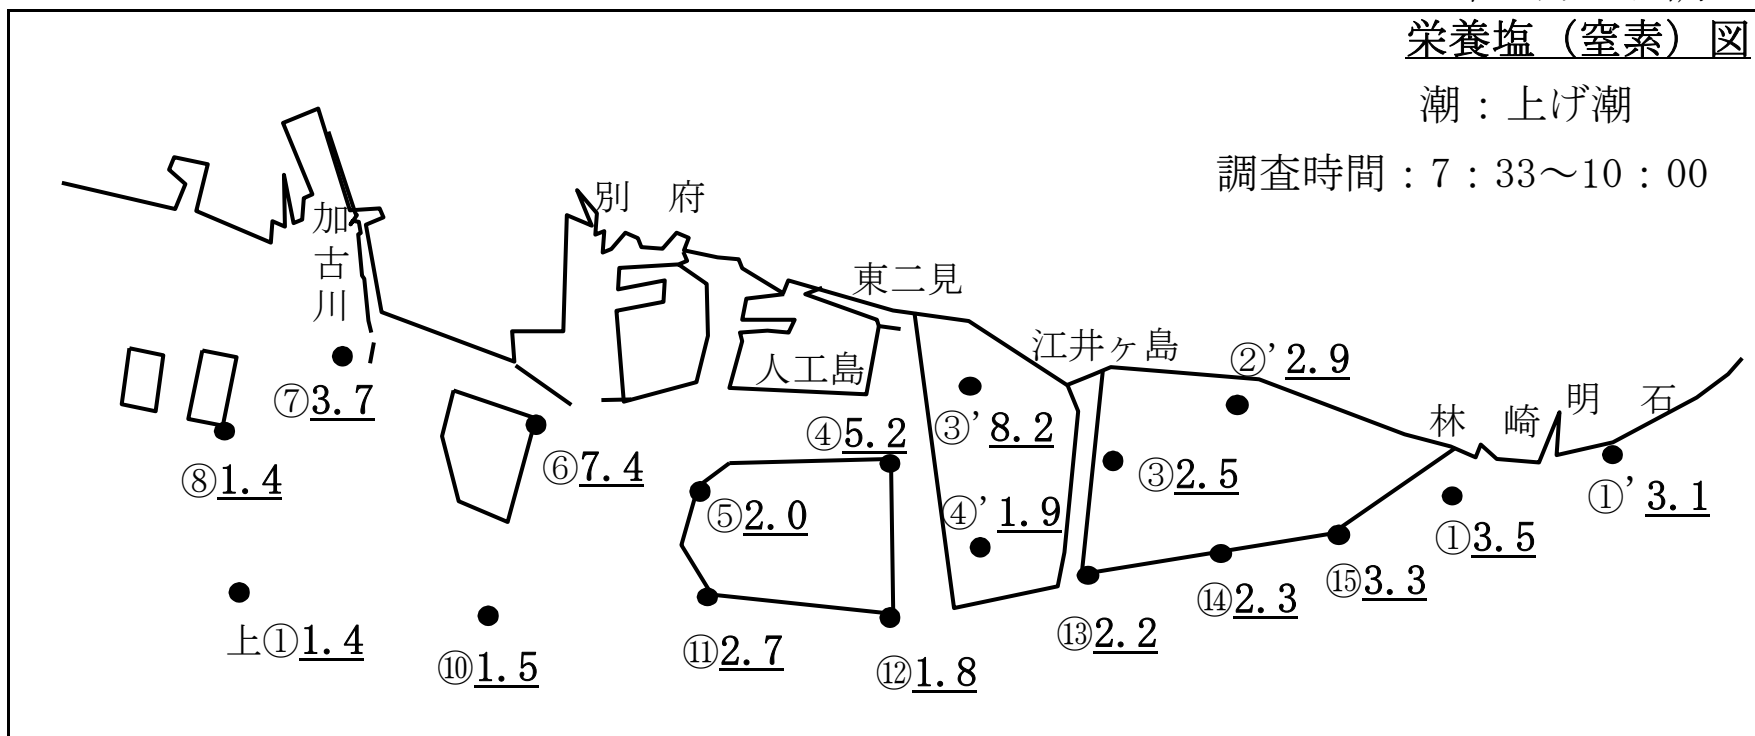 栄養塩（窒素）図
潮：上げ潮
調査時間：7：33～10：00
別 府
加古川
東二見
江井ヶ島
②’2.9
人工島
林 崎
明 石
⑦3.7
③’8.2
④5.2
⑧1.4
⑥7.4
③2.5
①’3.1
⑤2.0
④’1.9
①3.5
⑮3.3
⑭2.3
⑬2.2
上①1.4
⑩1.5
⑪2.7
⑫1.8